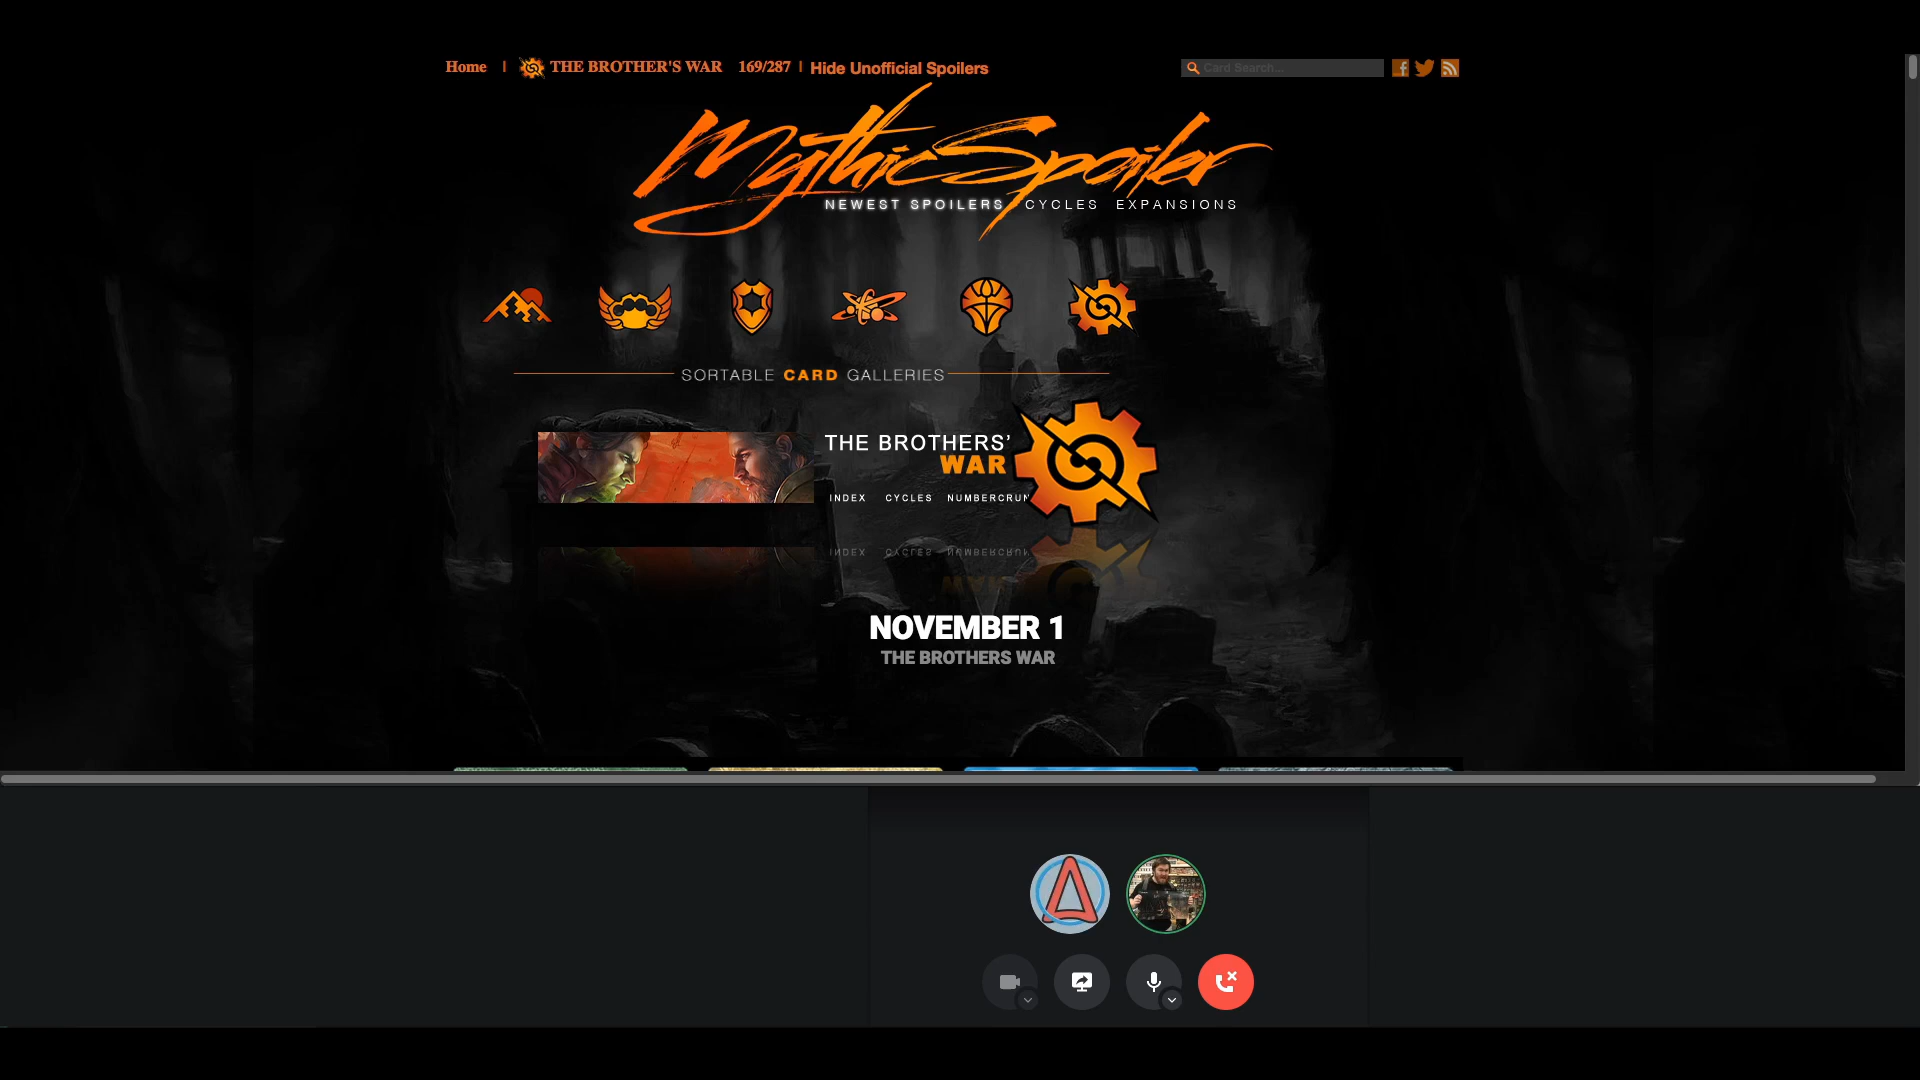 Home | THE BROTHER'S WAR 169/287 | Hide Unofficial Spoilers
Card Search...
MythicSpoiler
NEWEST SPOILERS CYCLES EXPANSIONS
SORTABLE CARD GALLERIES
THE BROTHERS'
WAR
INDEX CYCLES NUMBERCRUN
NOVEMBER 1
THE BROTHERS WAR